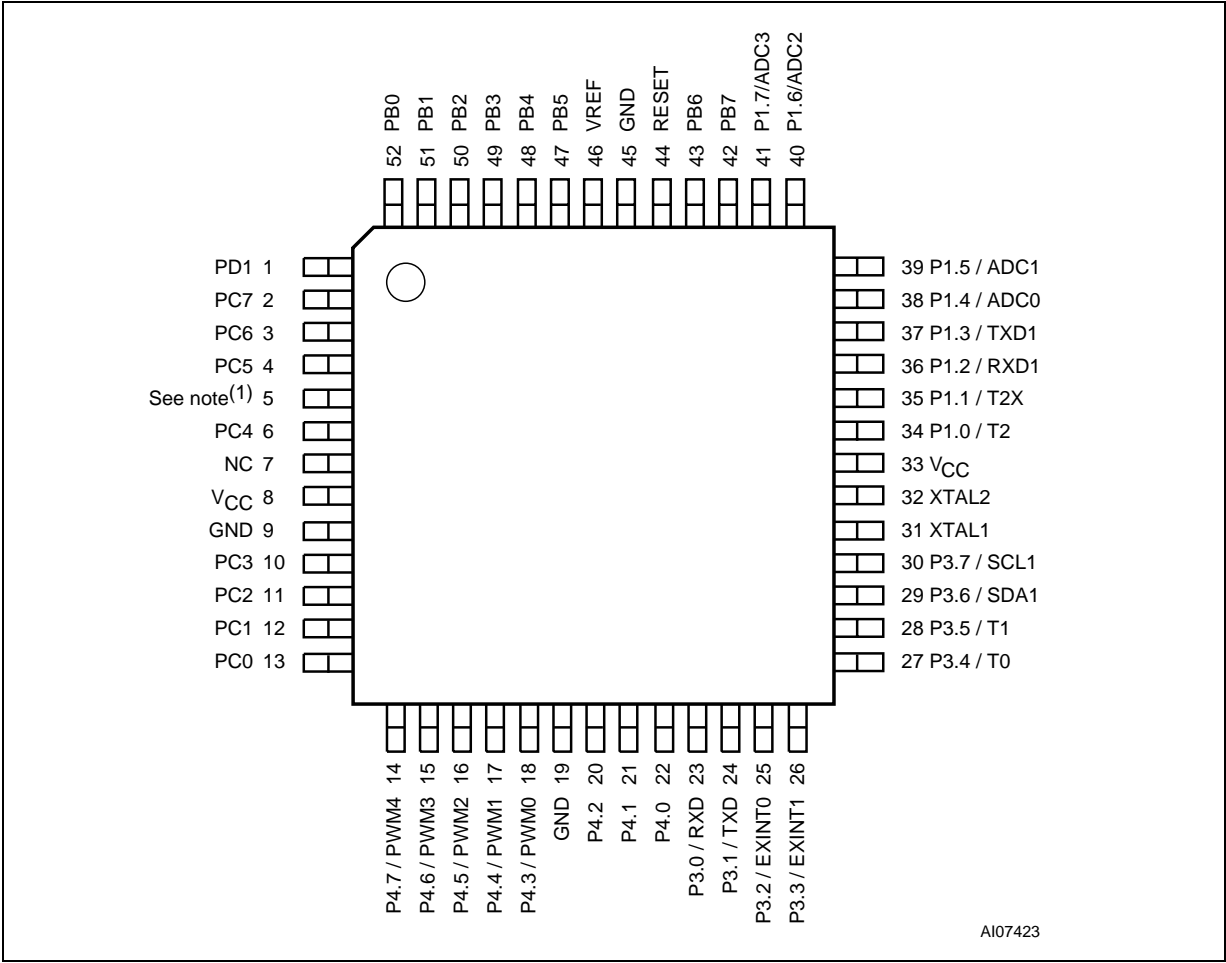 52 PB0
51 PB1
50 PB2
49 PB3
48 PB4
47 PB5
46 VREF
45 GND
44 RESET
43 PB6
42 PB7
41 P1.7/ADC3
40 P1.6/ADC2
PD1 1
PC7 2
PC6 3
PC5 4
See note(1) 5
PC4 6
NC 7
VCC 8
GND 9
PC3 10
PC2 11
PC1 12
PC0 13
39 P1.5 / ADC1
38 P1.4 / ADC0
37 P1.3 / TXD1
36 P1.2 / RXD1
35 P1.1 / T2X
34 P1.0 / T2
33 VCC
32 XTAL2
31 XTAL1
30 P3.7 / SCL1
29 P3.6 / SDA1
28 P3.5 / T1
27 P3.4 / T0
P4.7 / PWM4 14
P4.6 / PWM3 15
P4.5 / PWM2 16
P4.4 / PWM1 17
P4.3 / PWM0 18
GND 19
P4.2 20
P4.1 21
P4.0 22
P3.0 / RXD 23
P3.1 / TXD 24
P3.2 / EXINT0 25
P3.3 / EXINT1 26
AI07423